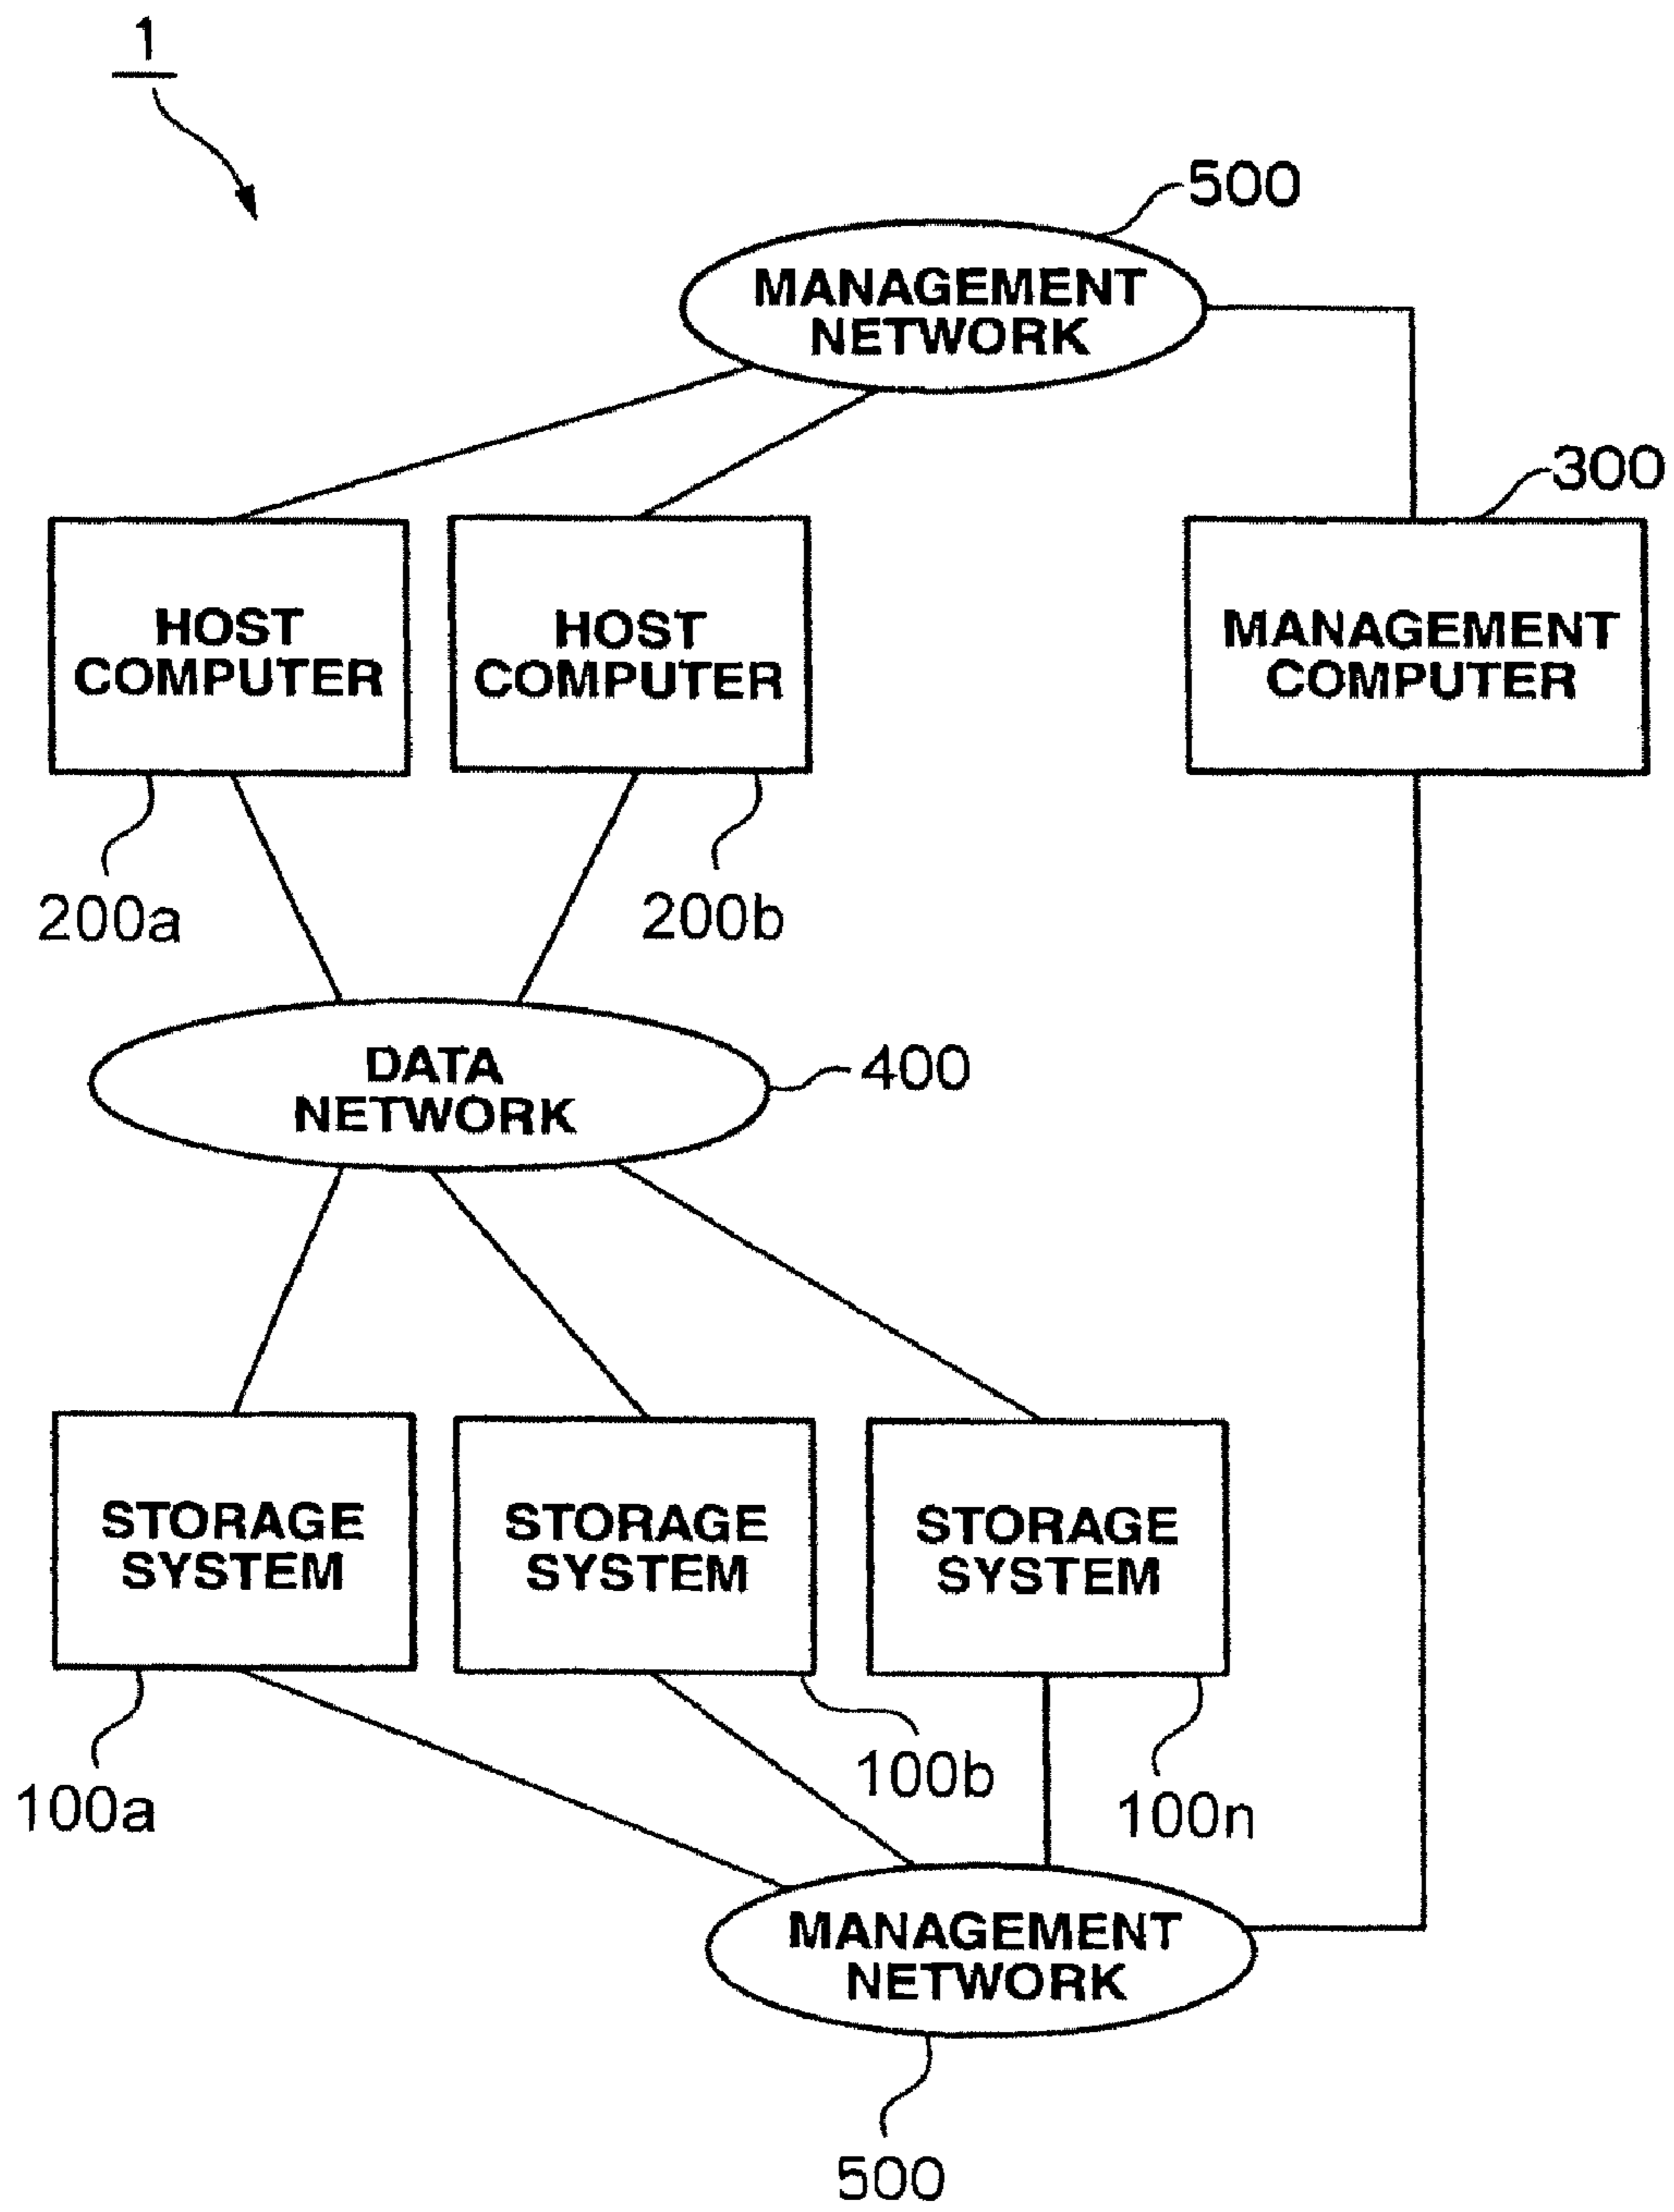 1
500
MANAGEMENT
NETWORK
300
HOST
COMPUTER
HOST
COMPUTER
MANAGEMENT
COMPUTER
200a
200b
DATA
NETWORK
400
STORAGE
SYSTEM
STORAGE
SYSTEM
STORAGE
SYSTEM
100a
100b
100n
MANAGEMENT
NETWORK
500